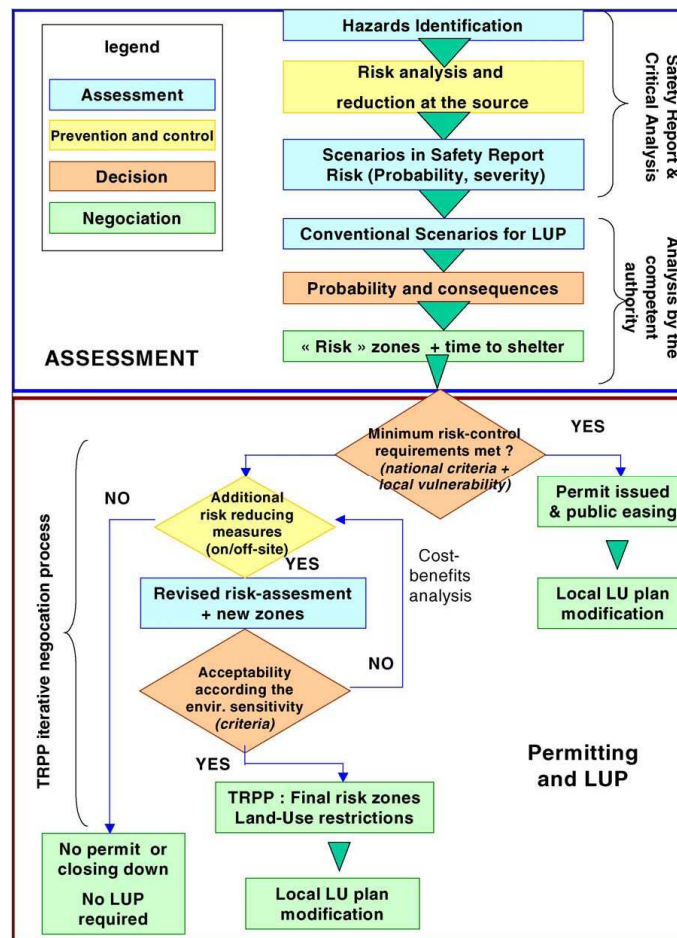 legend
Assessment
Prevention and control
Decision
Negociation
Hazards Identification
Risk analysis and
reduction at the source
Scenarios in Safety Report
Risk (Probability, severity)
Safety Report &
Critical Analysis
Conventional Scenarios for LUP
Probability and consequences
« Risk » zones + time to shelter
Analysis by the
competent
authority
ASSESSMENT
Minimum risk-control
requirements met ?
(national criteria +
local vulnerability)
YES
Permit issued
& public easing
Local LU plan
modification
TRPP iterative negocation process
NO
Additional
risk reducing
measures
(on/off-site)
YES
Cost-
benefits
analysis
Revised risk-assesment
+ new zones
NO
Acceptability
according the
envir. sensitivity
(criteria)
YES
Permitting
and LUP
TRPP : Final risk zones
Land-Use restrictions
Local LU plan
modification
No permit or
closing down
No LUP
required